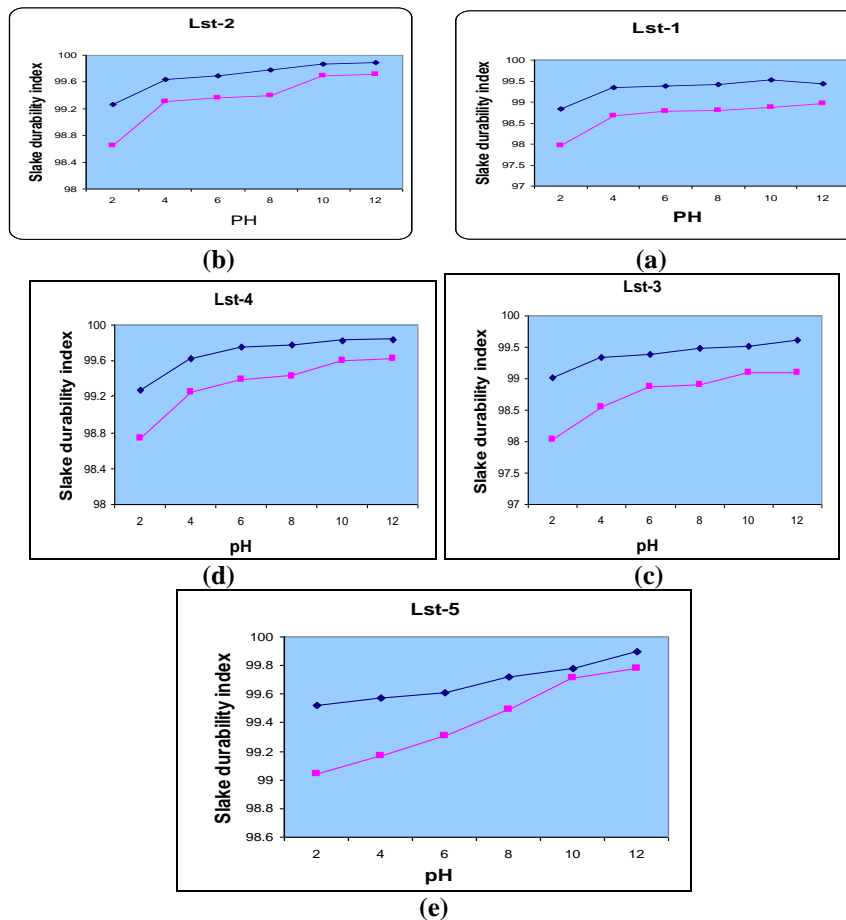 Lst-2
Slake durability index
100
99.6
99.2
98.8
98.4
98
2 4 6 8 10 12
PH
(b)
Lst-1
Slake durability index
100
99.5
99
98.5
98
97.5
97
2 4 6 8 10 12
PH
(a)
Lst-4
Slake durability index
100
99.6
99.2
98.8
98.4
98
2 4 6 8 10 12
pH
(d)
Lst-3
Slake durability index
100
99.5
99
98.5
98
97.5
97
2 4 6 8 10 12
pH
(c)
Lst-5
Slake durability index
100
99.8
99.6
99.4
99.2
99
98.8
98.6
2 4 6 8 10 12
pH
(e)